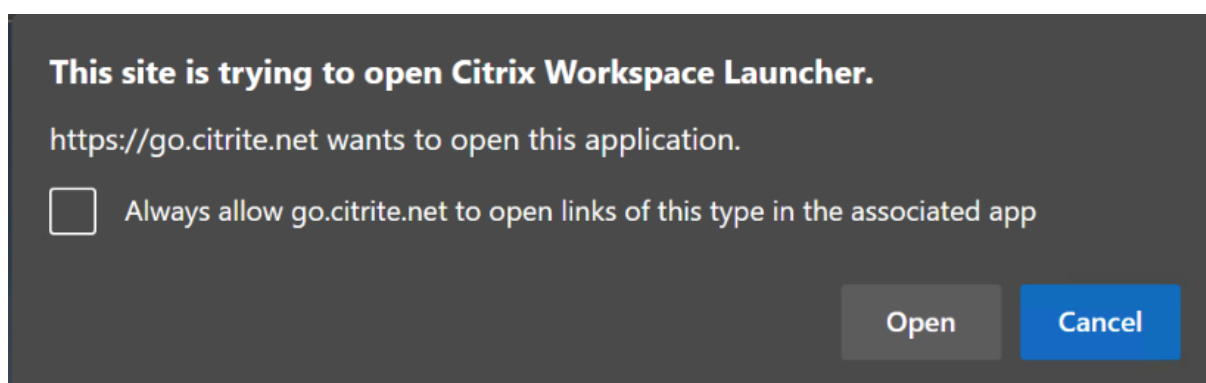 This site is trying to open Citrix Workspace Launcher.
https://go.citrite.net wants to open this application.
Always allow go.citrite.net to open links of this type in the associated app
Open Cancel